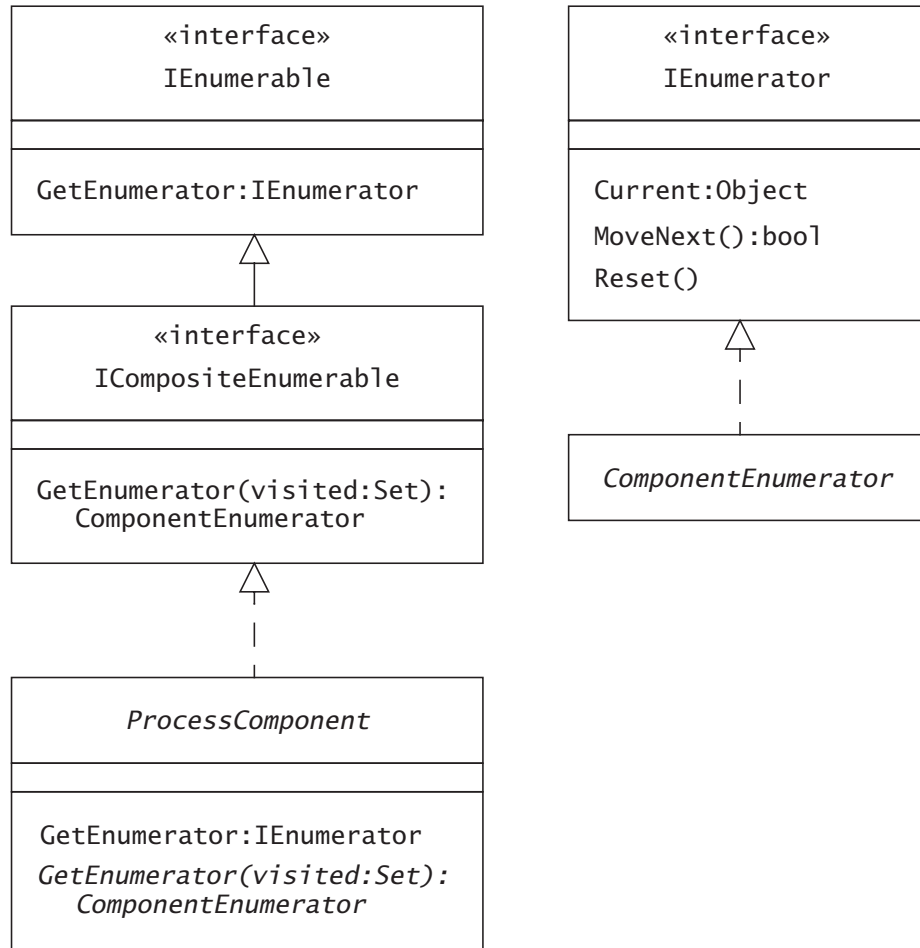 «interface»
IEnumerable
GetEnumerator:IEnumerator
«interface»
ICompositeEnumerable
GetEnumerator(visited:Set):
ComponentEnumerator
ProcessComponent
GetEnumerator:IEnumerator
GetEnumerator(visited:Set):
ComponentEnumerator
«interface»
IEnumerator
Current:Object
MoveNext():bool
Reset()
ComponentEnumerator